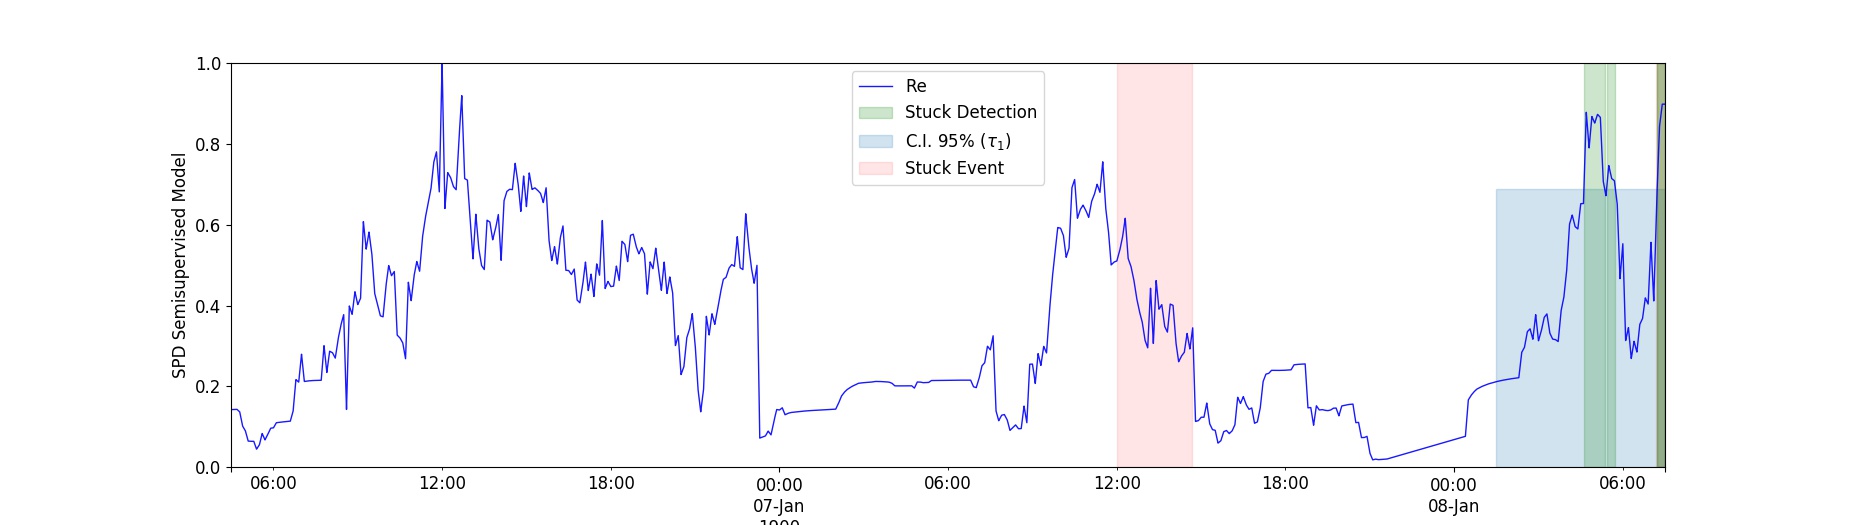 SPD Semisupervised Model
1.0
0.8
0.6
0.4
0.2
0.0
Re
Stuck Detection
C.I. 95% (τ₁)
Stuck Event
06:00 12:00 18:00 00:00 06:00 12:00 18:00 00:00 06:00
07-Jan 08-Jan
1900